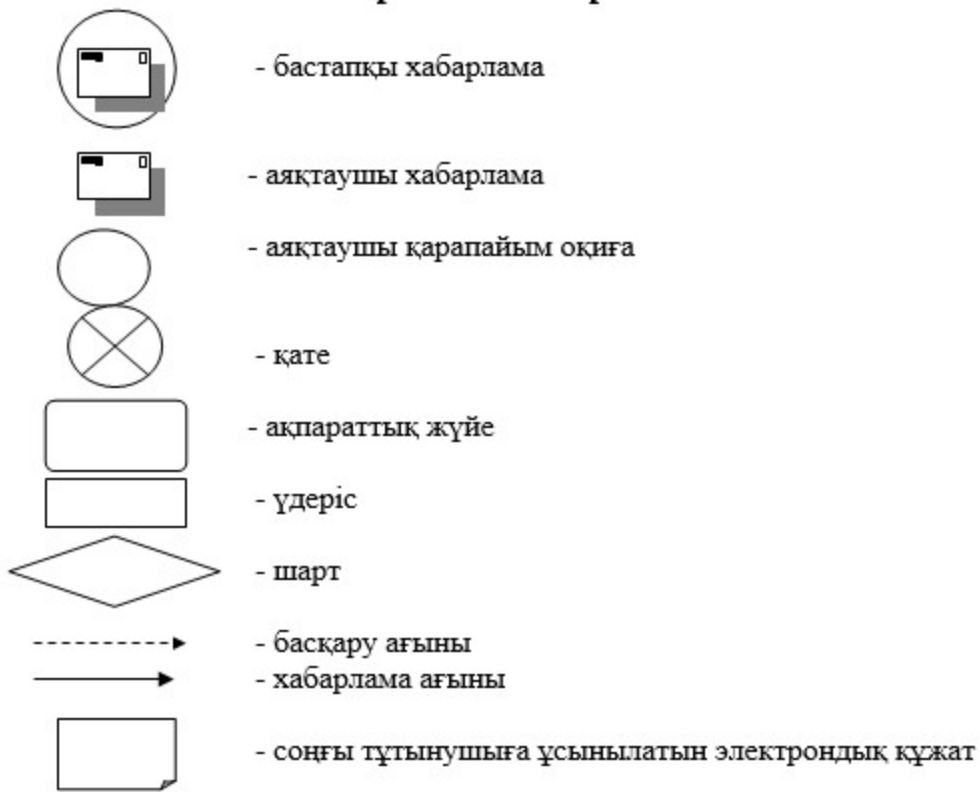 - бастапқы хабарлама
- аяқтаушы хабарлама
- аяқтаушы қарапайым оқиға
- қате
- ақпараттық жүйе
- үдеріс
- шарт
- басқару ағыны
- хабарлама ағыны
- соңғы тұтынушыға ұсынылатын электрондық құжат